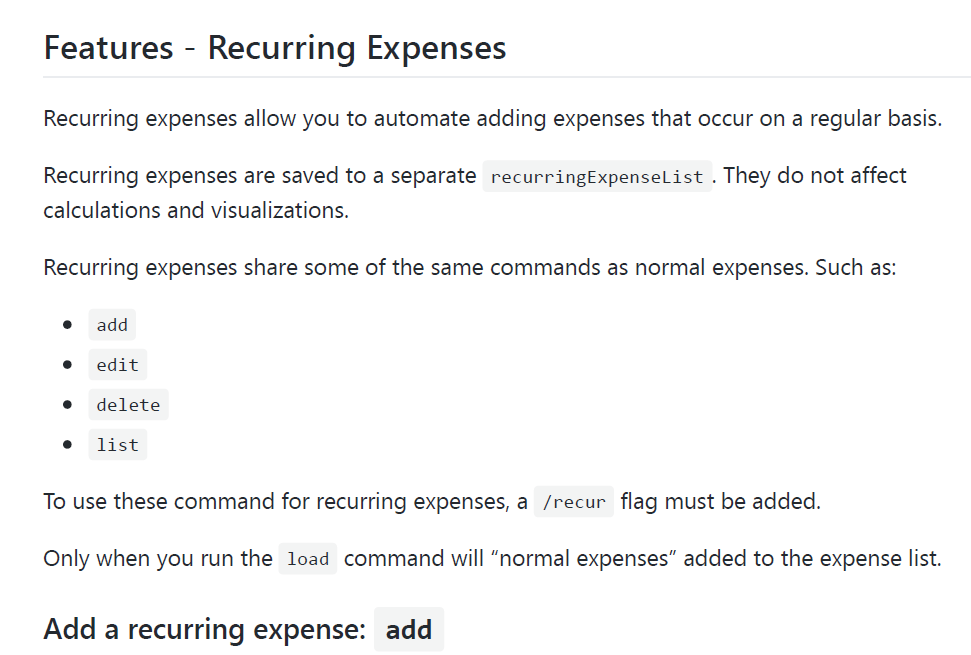 Features - Recurring Expenses
Recurring expenses allow you to automate adding expenses that occur on a regular basis.
Recurring expenses are saved to a separate recurringExpenseList. They do not affect
calculations and visualizations.
Recurring expenses share some of the same commands as normal expenses. Such as:
• add
• edit
• delete
• list
To use these command for recurring expenses, a /recur flag must be added.
Only when you run the load command will “normal expenses” added to the expense list.
Add a recurring expense: add